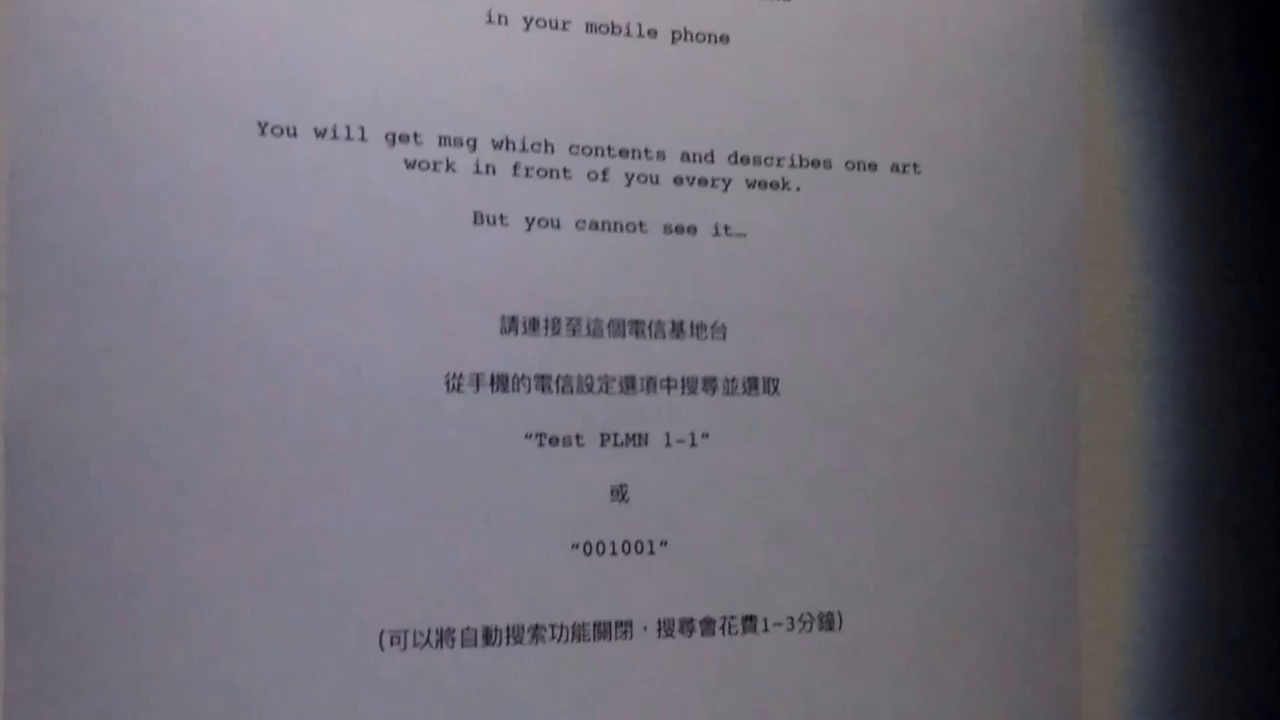 in your mobile phone
You will get msg which contents and describes one art
work in front of you every week.
But you cannot see it…
請連接至這個電信基地台
從手機的電信設定選項中搜尋並選取
“Test PLMN 1-1”
或
“001001”
(可以將自動搜索功能關閉，搜尋會花費1-3分鐘)